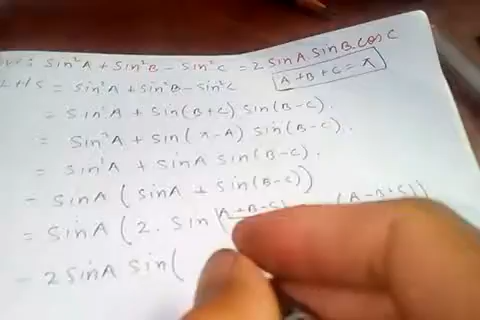 : Sin²A + Sin²B - Sin²C = 2 SinA. SinB. CosC
A+B+C = π
LHS = Sin²A + Sin²B - Sin²C
= Sin²A + Sin(B+C) Sin(B-C).
= Sin²A + Sin(π-A) Sin(B-C).
= Sin²A + SinA Sin(B-C).
= SinA (SinA + Sin(B-C))
= SinA (2. Sin(A+B-C) (A-B+C))
= 2 SinA Sin(